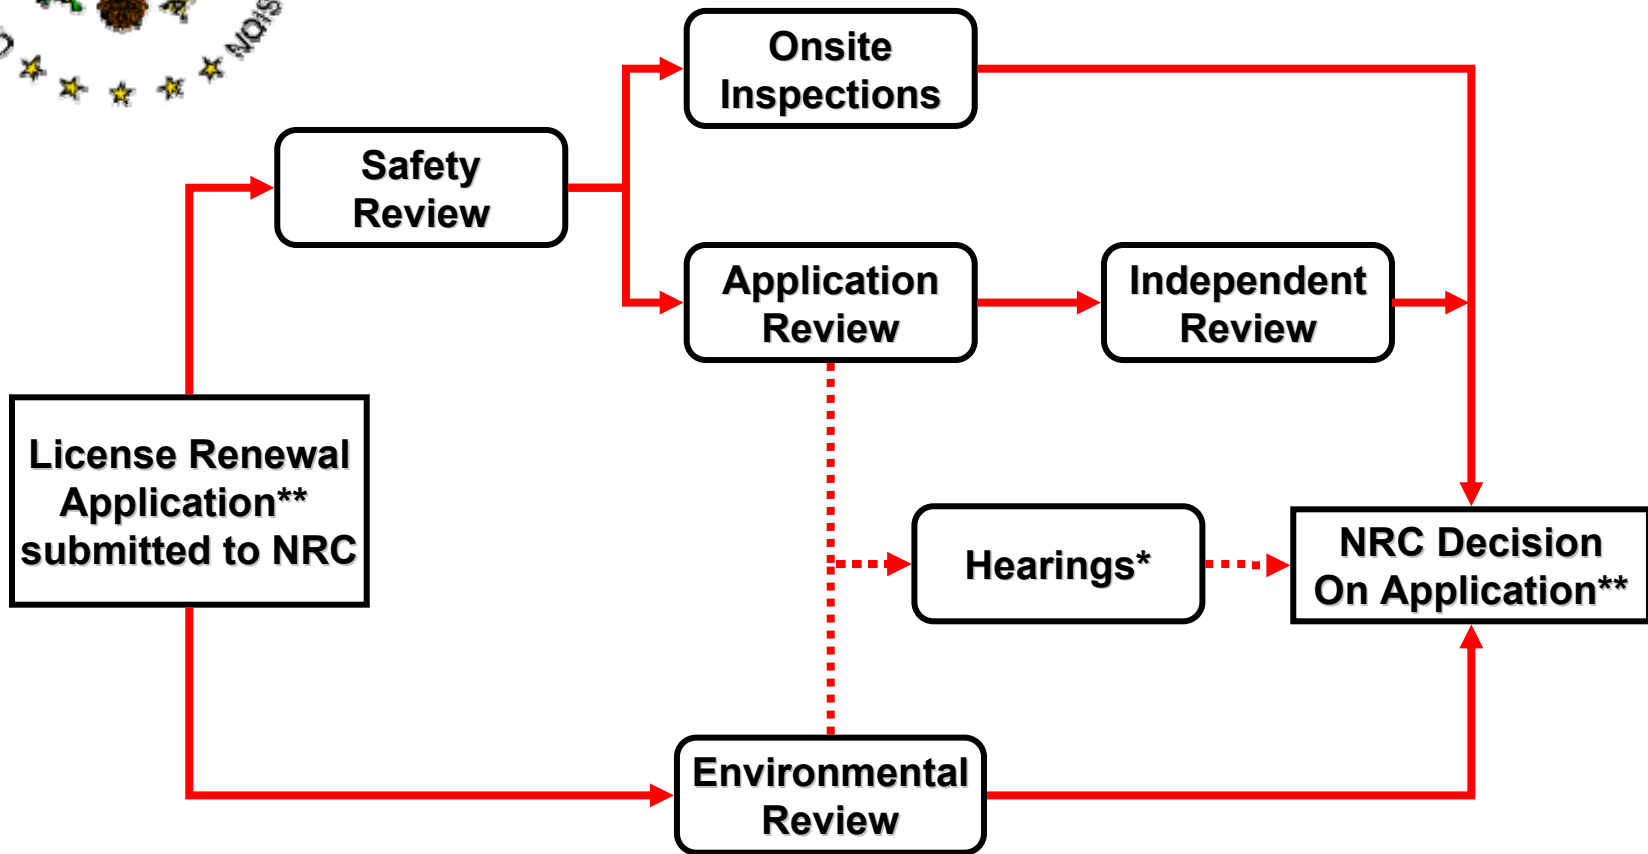 Onsite
Inspections
Safety
Review
Application
Review
Independent
Review
License Renewal
Application**
submitted to NRC
Hearings*
NRC Decision
On Application**
Environmental
Review